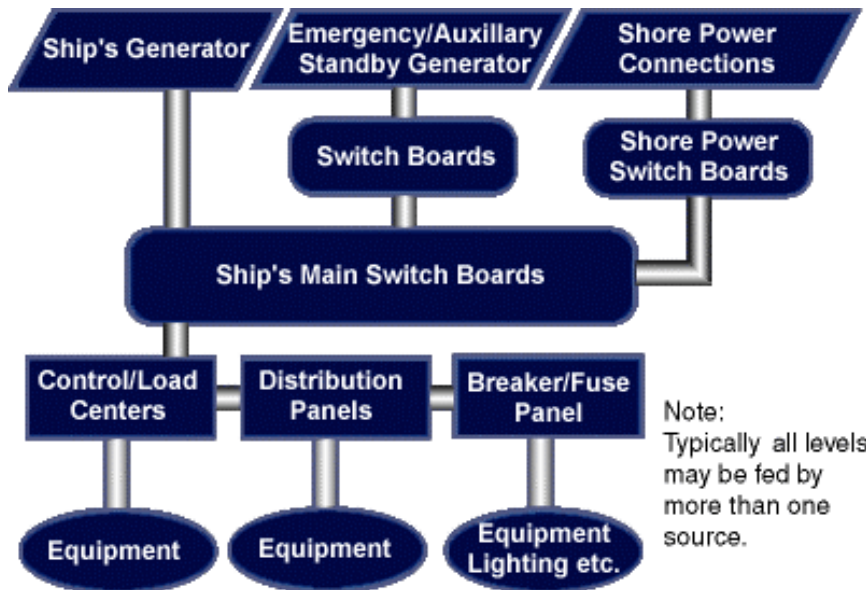 Ship's Generator
Emergency/Auxillary
Standby Generator
Shore Power
Connections
Switch Boards
Shore Power
Switch Boards
Ship's Main Switch Boards
Control/Load
Centers
Distribution
Panels
Breaker/Fuse
Panel
Note:
Typically all levels
may be fed by
more than one
source.
Equipment
Equipment
Equipment
Lighting etc.